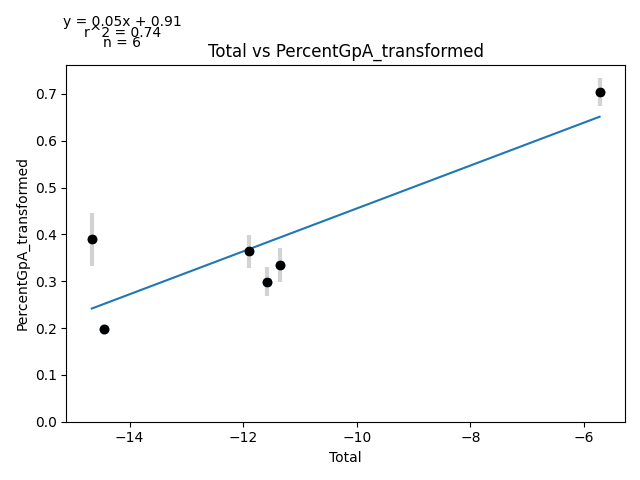 y = 0.05x + 0.91
r^2 = 0.74
n = 6
Total vs PercentGpA_transformed
PercentGpA_transformed
0.7
0.6
0.5
0.4
0.3
0.2
0.1
0.0
−14
−12
−10
−8
−6
Total